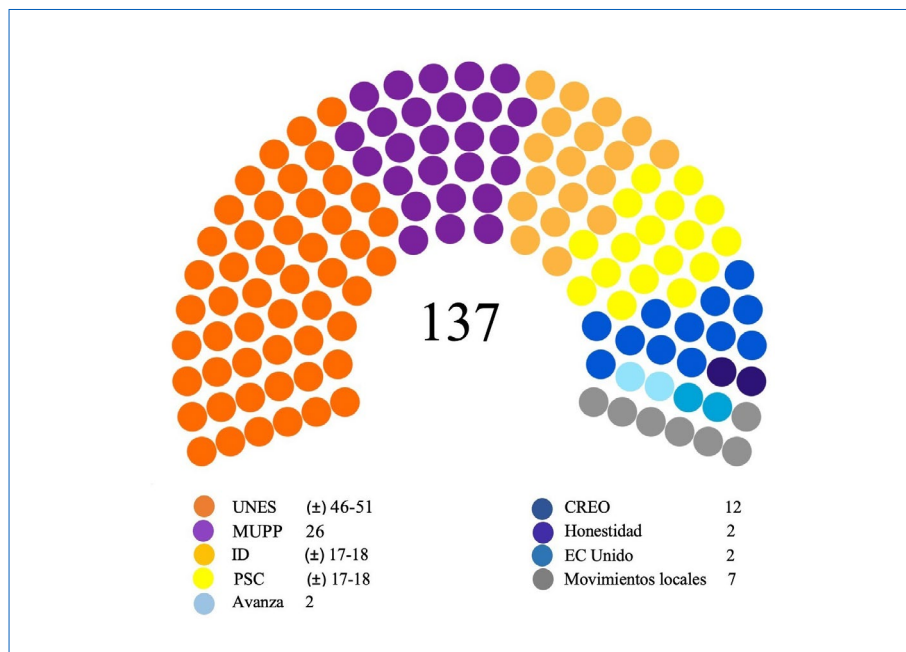 137
UNES (±) 46-51
MUPP 26
ID (±) 17-18
PSC (±) 17-18
Avanza 2
CREO 12
Honestidad 2
EC Unido 2
Movimientos locales 7